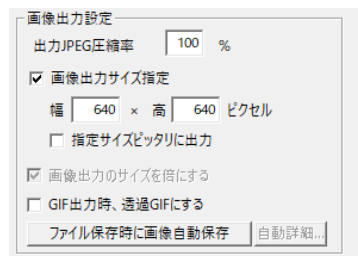 画像出力設定
出力JPEG圧縮率 100 %
画像出力サイズ指定
幅 640 × 高 640 ピクセル
指定サイズピッタリに出力
画像出力のサイズを倍にする
GIF出力時、透過GIFにする
ファイル保存時に画像自動保存 自動詳細...